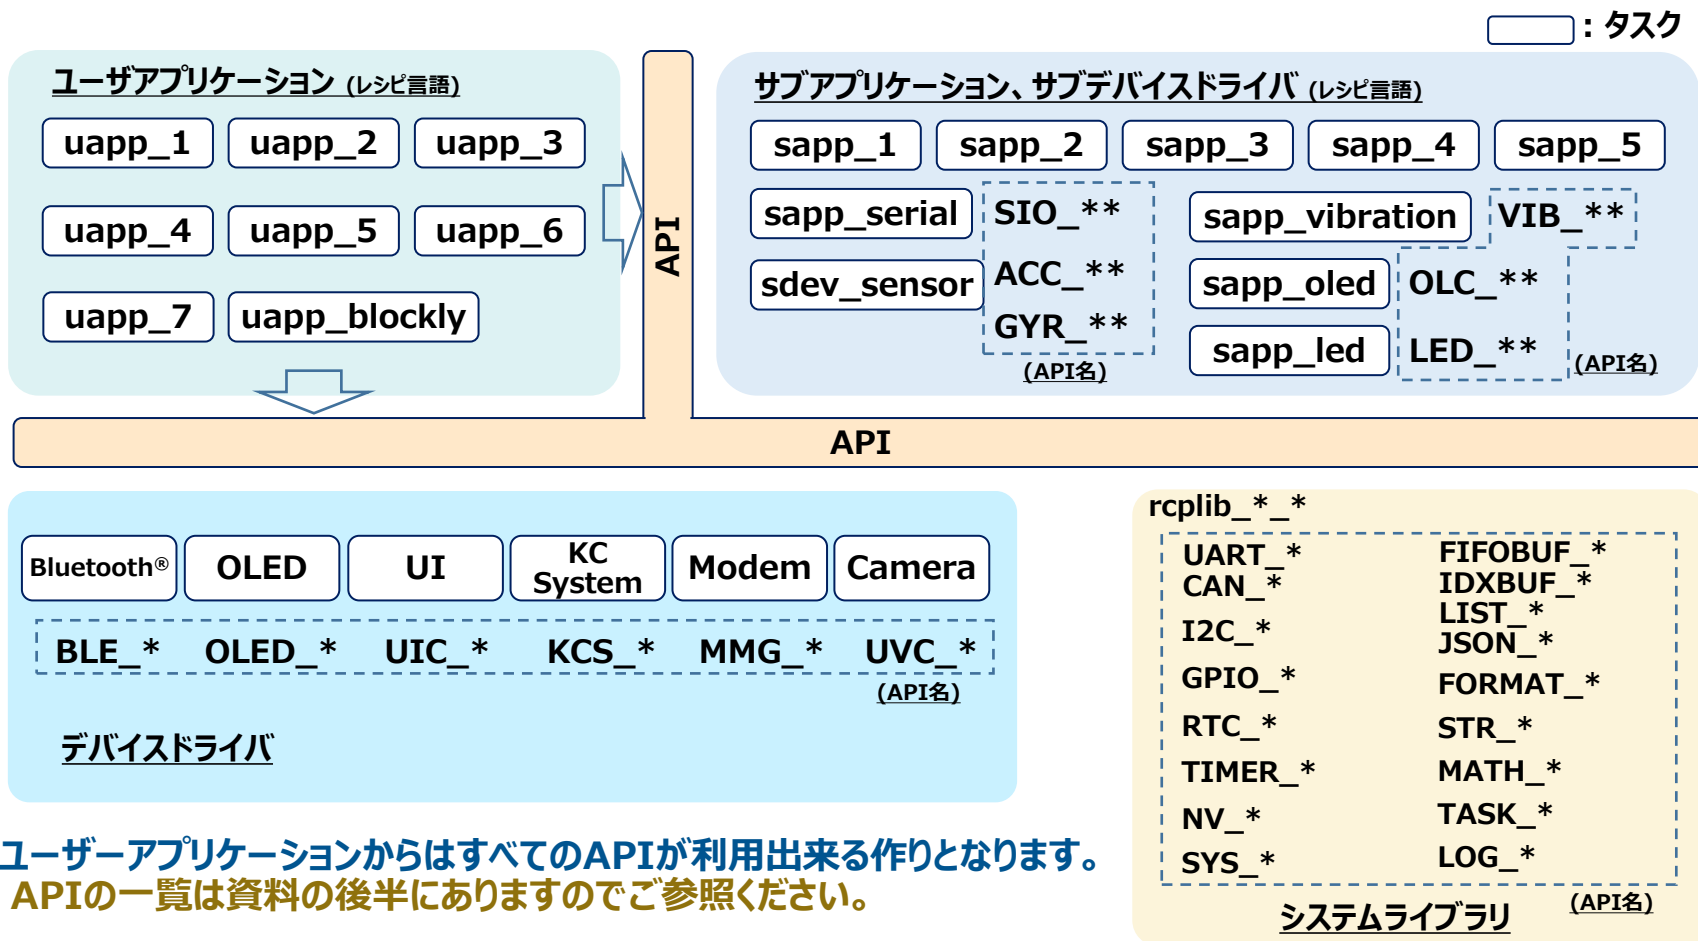 ：タスク
ユーザアプリケーション (レシピ言語)
uapp_1 uapp_2 uapp_3
uapp_4 uapp_5 uapp_6
uapp_7 uapp_blockly
API
サブアプリケーション、サブデバイスドライバ (レシピ言語)
sapp_1 sapp_2 sapp_3 sapp_4 sapp_5
sapp_serial SIO_** sapp_vibration VIB_**
sdev_sensor ACC_** sapp_oled OLC_**
GYR_** sapp_led LED_**
(API名) (API名)
API
Bluetooth® OLED UI KC System Modem Camera
BLE_* OLED_* UIC_* KCS_* MMG_* UVC_*
(API名)
デバイスドライバ
rcplib_*_*
UART_* FIFOBUF_*
CAN_* IDXBUF_*
LIST_*
I2C_* JSON_*
GPIO_* FORMAT_*
RTC_* STR_*
TIMER_* MATH_*
NV_* TASK_*
SYS_* LOG_*
(API名)
システムライブラリ
ユーザーアプリケーションからはすべてのAPIが利用出来る作りとなります。
APIの一覧は資料の後半にありますのでご参照ください。